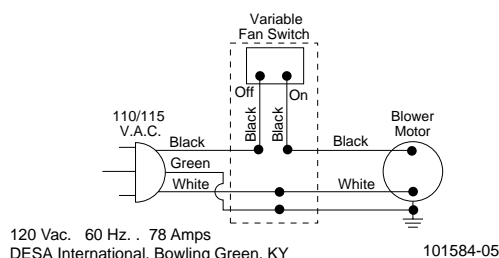 Variable
Fan Switch
Off
On
Black
Black
110/115
V.A.C.
Blower
Motor
Black
Black
Green
White
White
120 Vac. 60 Hz. . 78 Amps
DESA International, Bowling Green, KY
101584-05